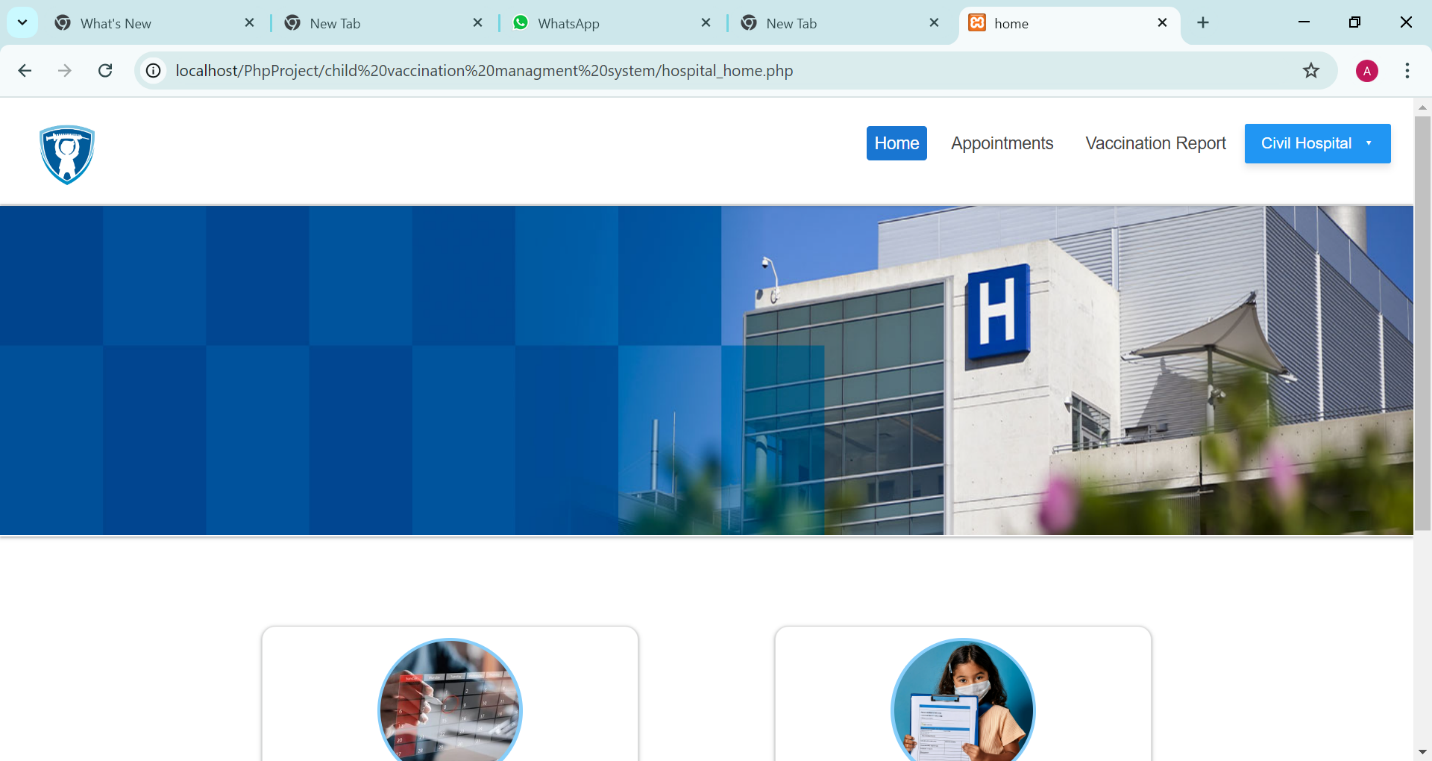 What's New
New Tab
WhatsApp
New Tab
home
localhost/PhpProject/child%20vaccination%20managment%20system/hospital_home.php
A
Home
Appointments
Vaccination Report
Civil Hospital
H